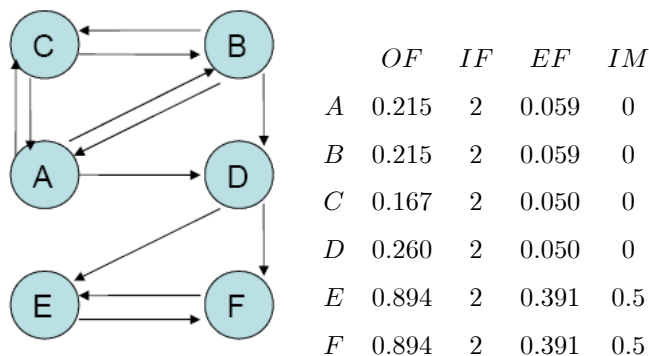 C B
A D
E F
OF IF EF IM
A 0.215 2 0.059 0
B 0.215 2 0.059 0
C 0.167 2 0.050 0
D 0.260 2 0.050 0
E 0.894 2 0.391 0.5
F 0.894 2 0.391 0.5